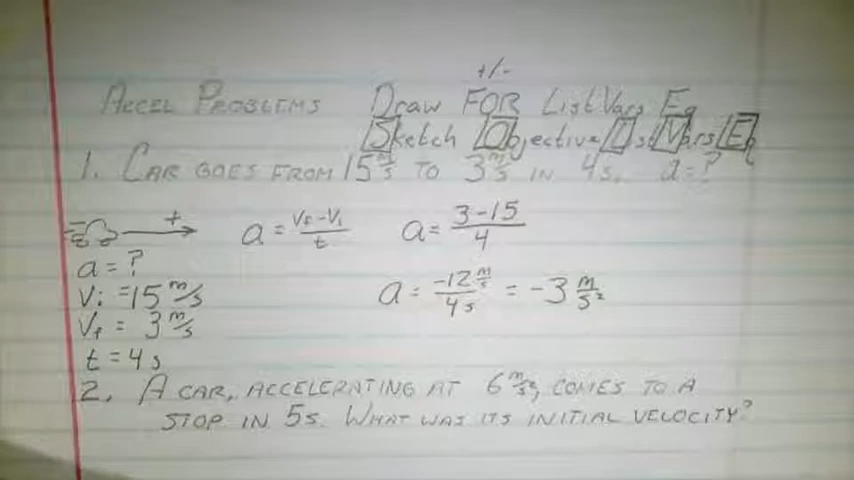 +/-
ACCEL PROBLEMS Draw FOR List Vars Eq
Sketch Objective List Vars Eq
1. CAR GOES FROM 15 m/s TO 3 m/s IN 4s. a=?
+
a = (Vf - Vi)/t a = (3-15)/4
a = ?
Vi = 15 m/s a = (-12 m/s)/(4s) = -3 m/s²
Vf = 3 m/s
t = 4s
2. A CAR, ACCELERATING AT 6 m/s², COMES TO A
STOP IN 5s. WHAT WAS ITS INITIAL VELOCITY?